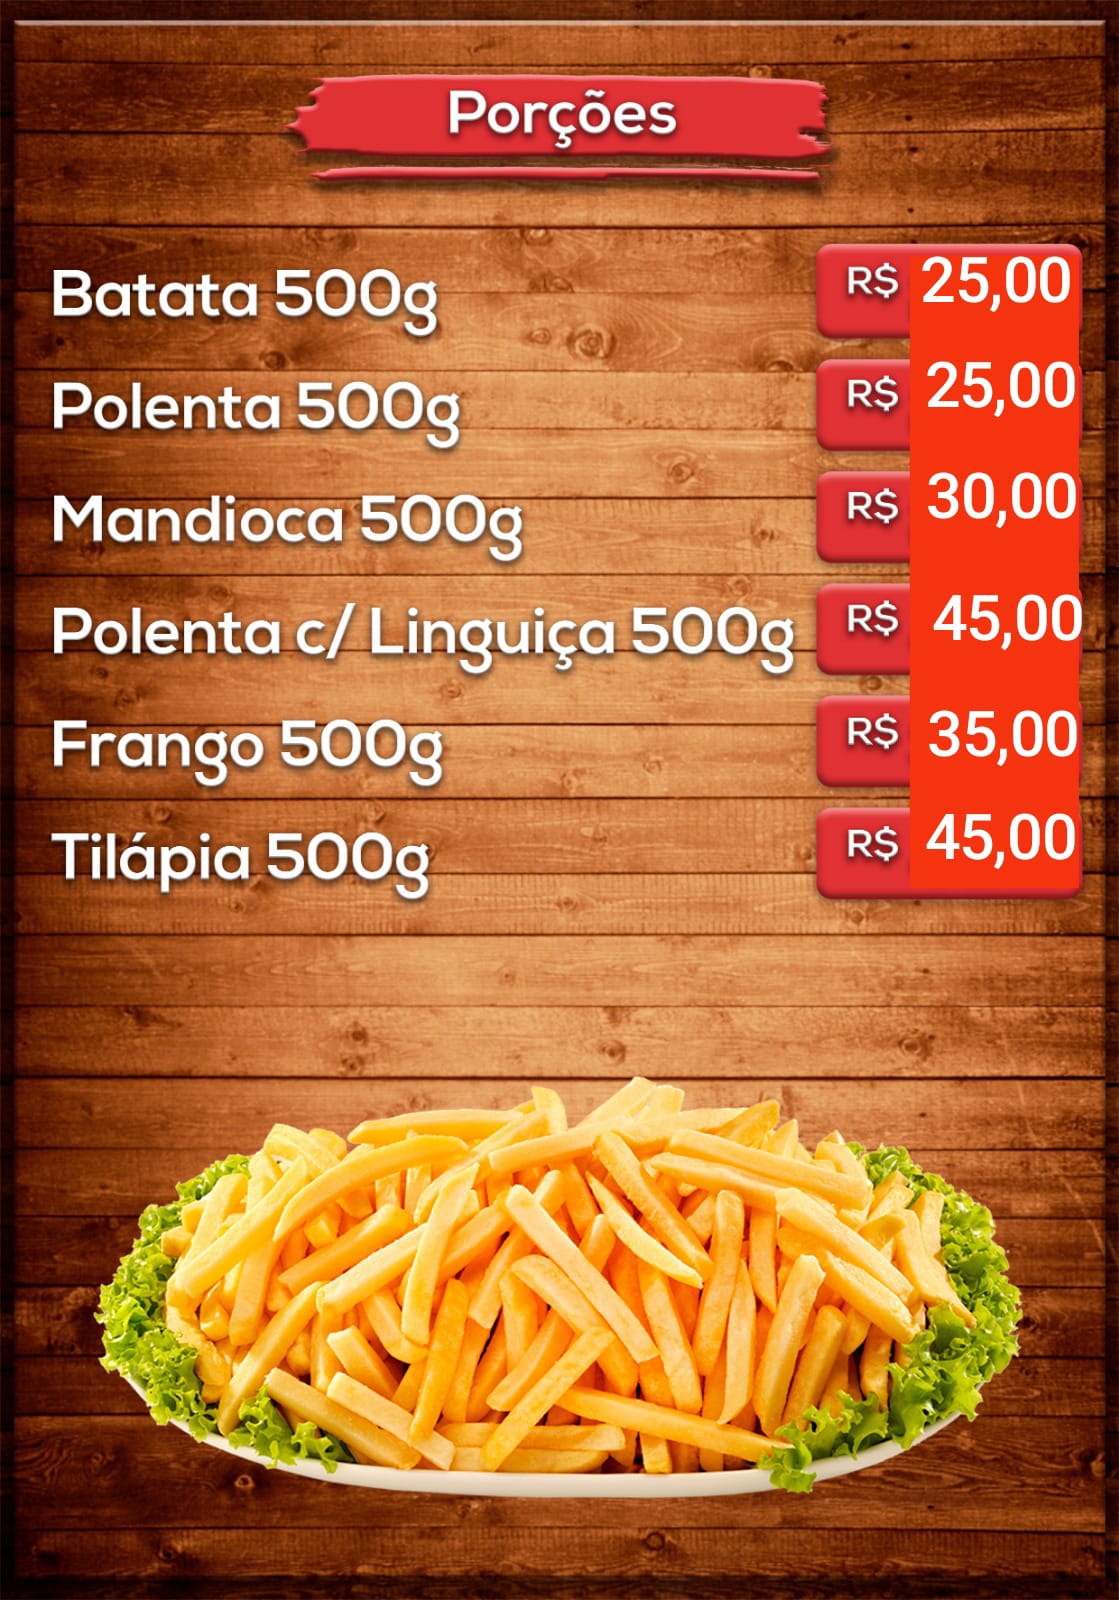 Porções
Batata 500g R$ 25,00
Polenta 500g R$ 25,00
Mandioca 500g R$ 30,00
Polenta c/ Linguiça 500g R$ 45,00
Frango 500g R$ 35,00
Tilápia 500g R$ 45,00